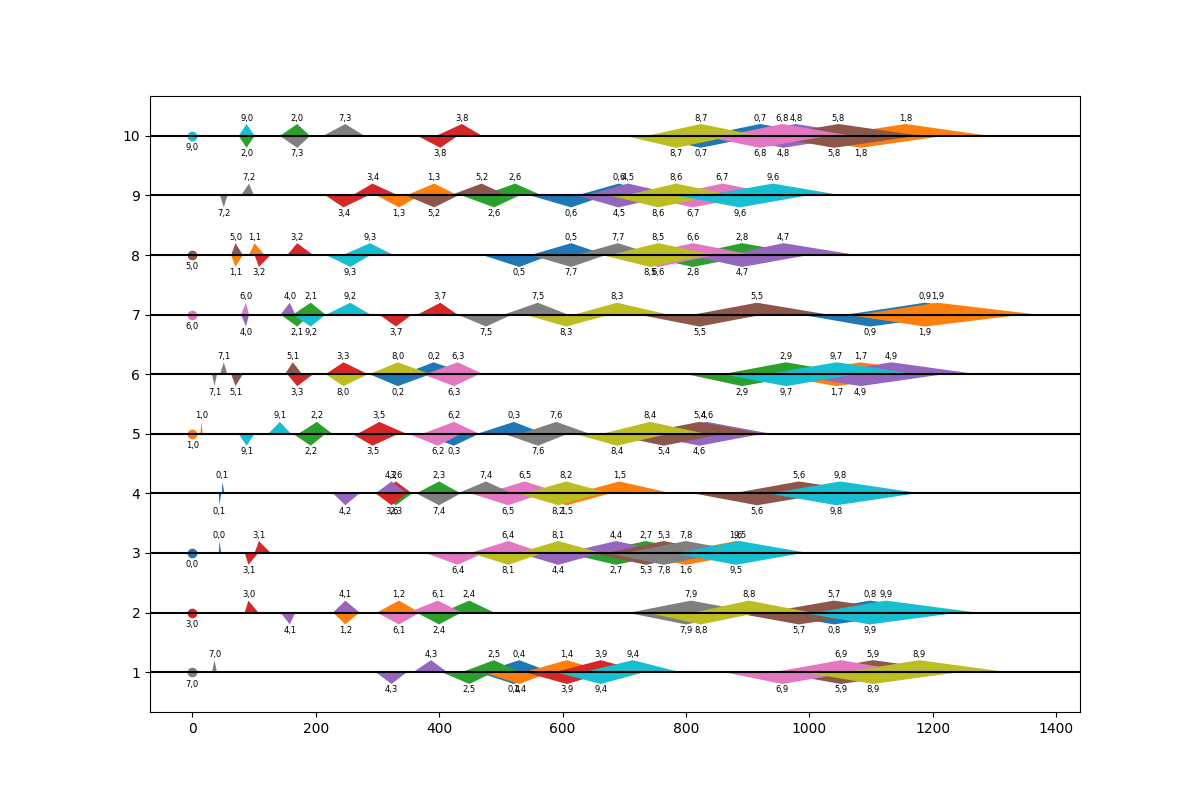 9,0 2,0 7,3 3,8 8,7 0,7 6,8 4,8 5,8 1,8
10
9,0 2,0 7,3 3,8 8,7 0,7 6,8 4,8 5,8 1,8
7,2 3,4 1,3 5,2 2,6 4,5 8,6 6,7 9,6
9
7,2 3,4 1,3 5,2 2,6 0,6 4,5 8,6 6,7 9,6
5,0 1,1 3,2 9,3 0,5 7,7 8,5 6,6 2,8 4,7
8
5,0 1,1 3,2 9,3 0,5 7,7 8,5 6,6 2,8 4,7
6,0 4,0 2,1 9,2 3,7 7,5 8,3 5,5 0,9 1,9
7
6,0 4,0 2,1 9,2 3,7 7,5 8,3 5,5 0,9 1,9
7,1 5,1 3,3 8,0 0,2 6,3 2,9 9,7 1,7 4,9
6
7,1 5,1 3,3 8,0 0,2 6,3 2,9 9,7 1,7 4,9
1,0 9,1 2,2 3,5 6,2 0,3 7,6 8,4 5,4 4,6
5
1,0 9,1 2,2 3,5 6,2 0,3 7,6 8,4 5,4 4,6
0,1 2,3 7,4 6,5 8,2 1,5 5,6 9,8
4
0,1 4,2 7,4 6,5 8,2 1,5 5,6 9,8
0,0 3,1 6,4 8,1 4,4 2,7 5,3 7,8 9,5
3
0,0 3,1 6,4 8,1 4,4 2,7 5,3 7,8 1,6 9,5
3,0 4,1 1,2 6,1 2,4 7,9 8,8 5,7 0,8 9,9
2
3,0 4,1 1,2 6,1 2,4 7,9 8,8 5,7 0,8 9,9
7,0 4,3 2,5 0,4 1,4 3,9 9,4 6,9 5,9 8,9
1
7,0 4,3 2,5 1,4 3,9 9,4 6,9 5,9 8,9
0 200 400 600 800 1000 1200 1400